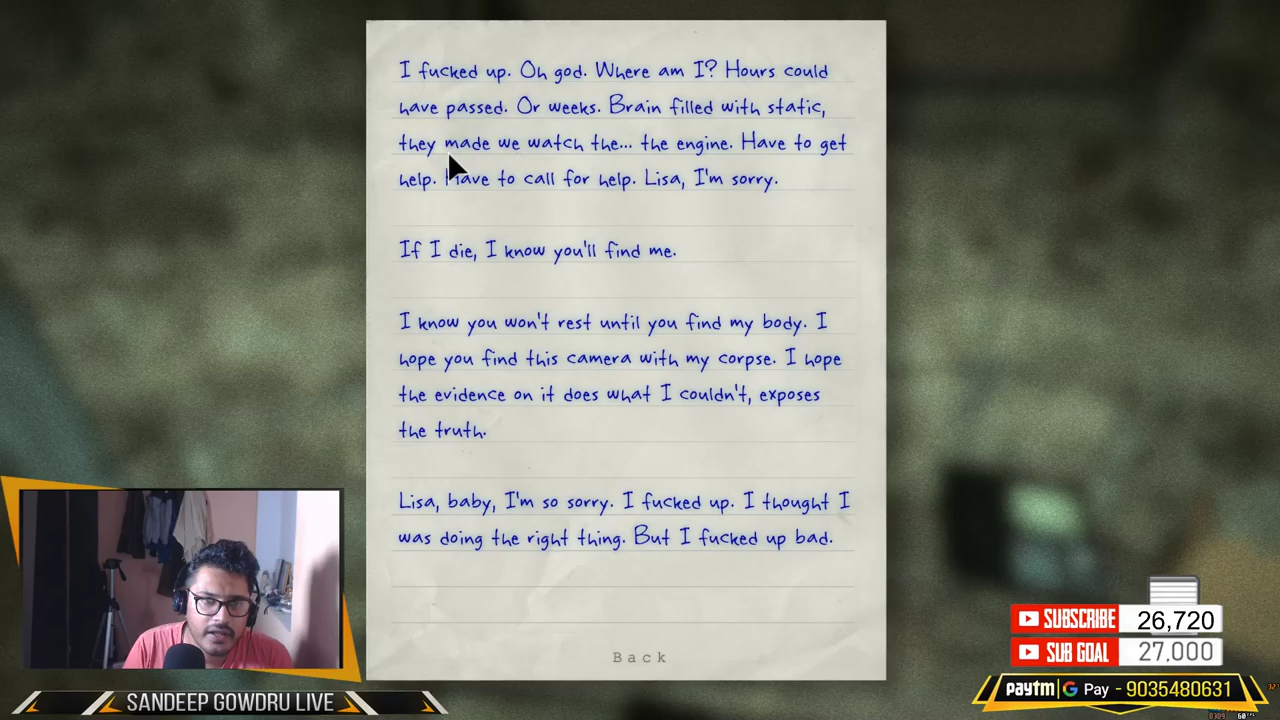 I fucked up. Oh god. Where am I? Hours could
have passed. Or weeks. Brain filled with static,
they made we watch the... the engine. Have to get
help. Have to call for help. Lisa, I'm sorry.
If I die, I know you'll find me.
I know you won't rest until you find my body. I
hope you find this camera with my corpse. I hope
the evidence on it does what I couldn't, exposes
the truth.
Lisa, baby, I'm so sorry. I fucked up. I thought I
was doing the right thing. But I fucked up bad.
Back
SUBSCRIBE 26,720
SUB GOAL 27,000
SANDEEP GOWDRU LIVE
paytm G Pay - 9035480631